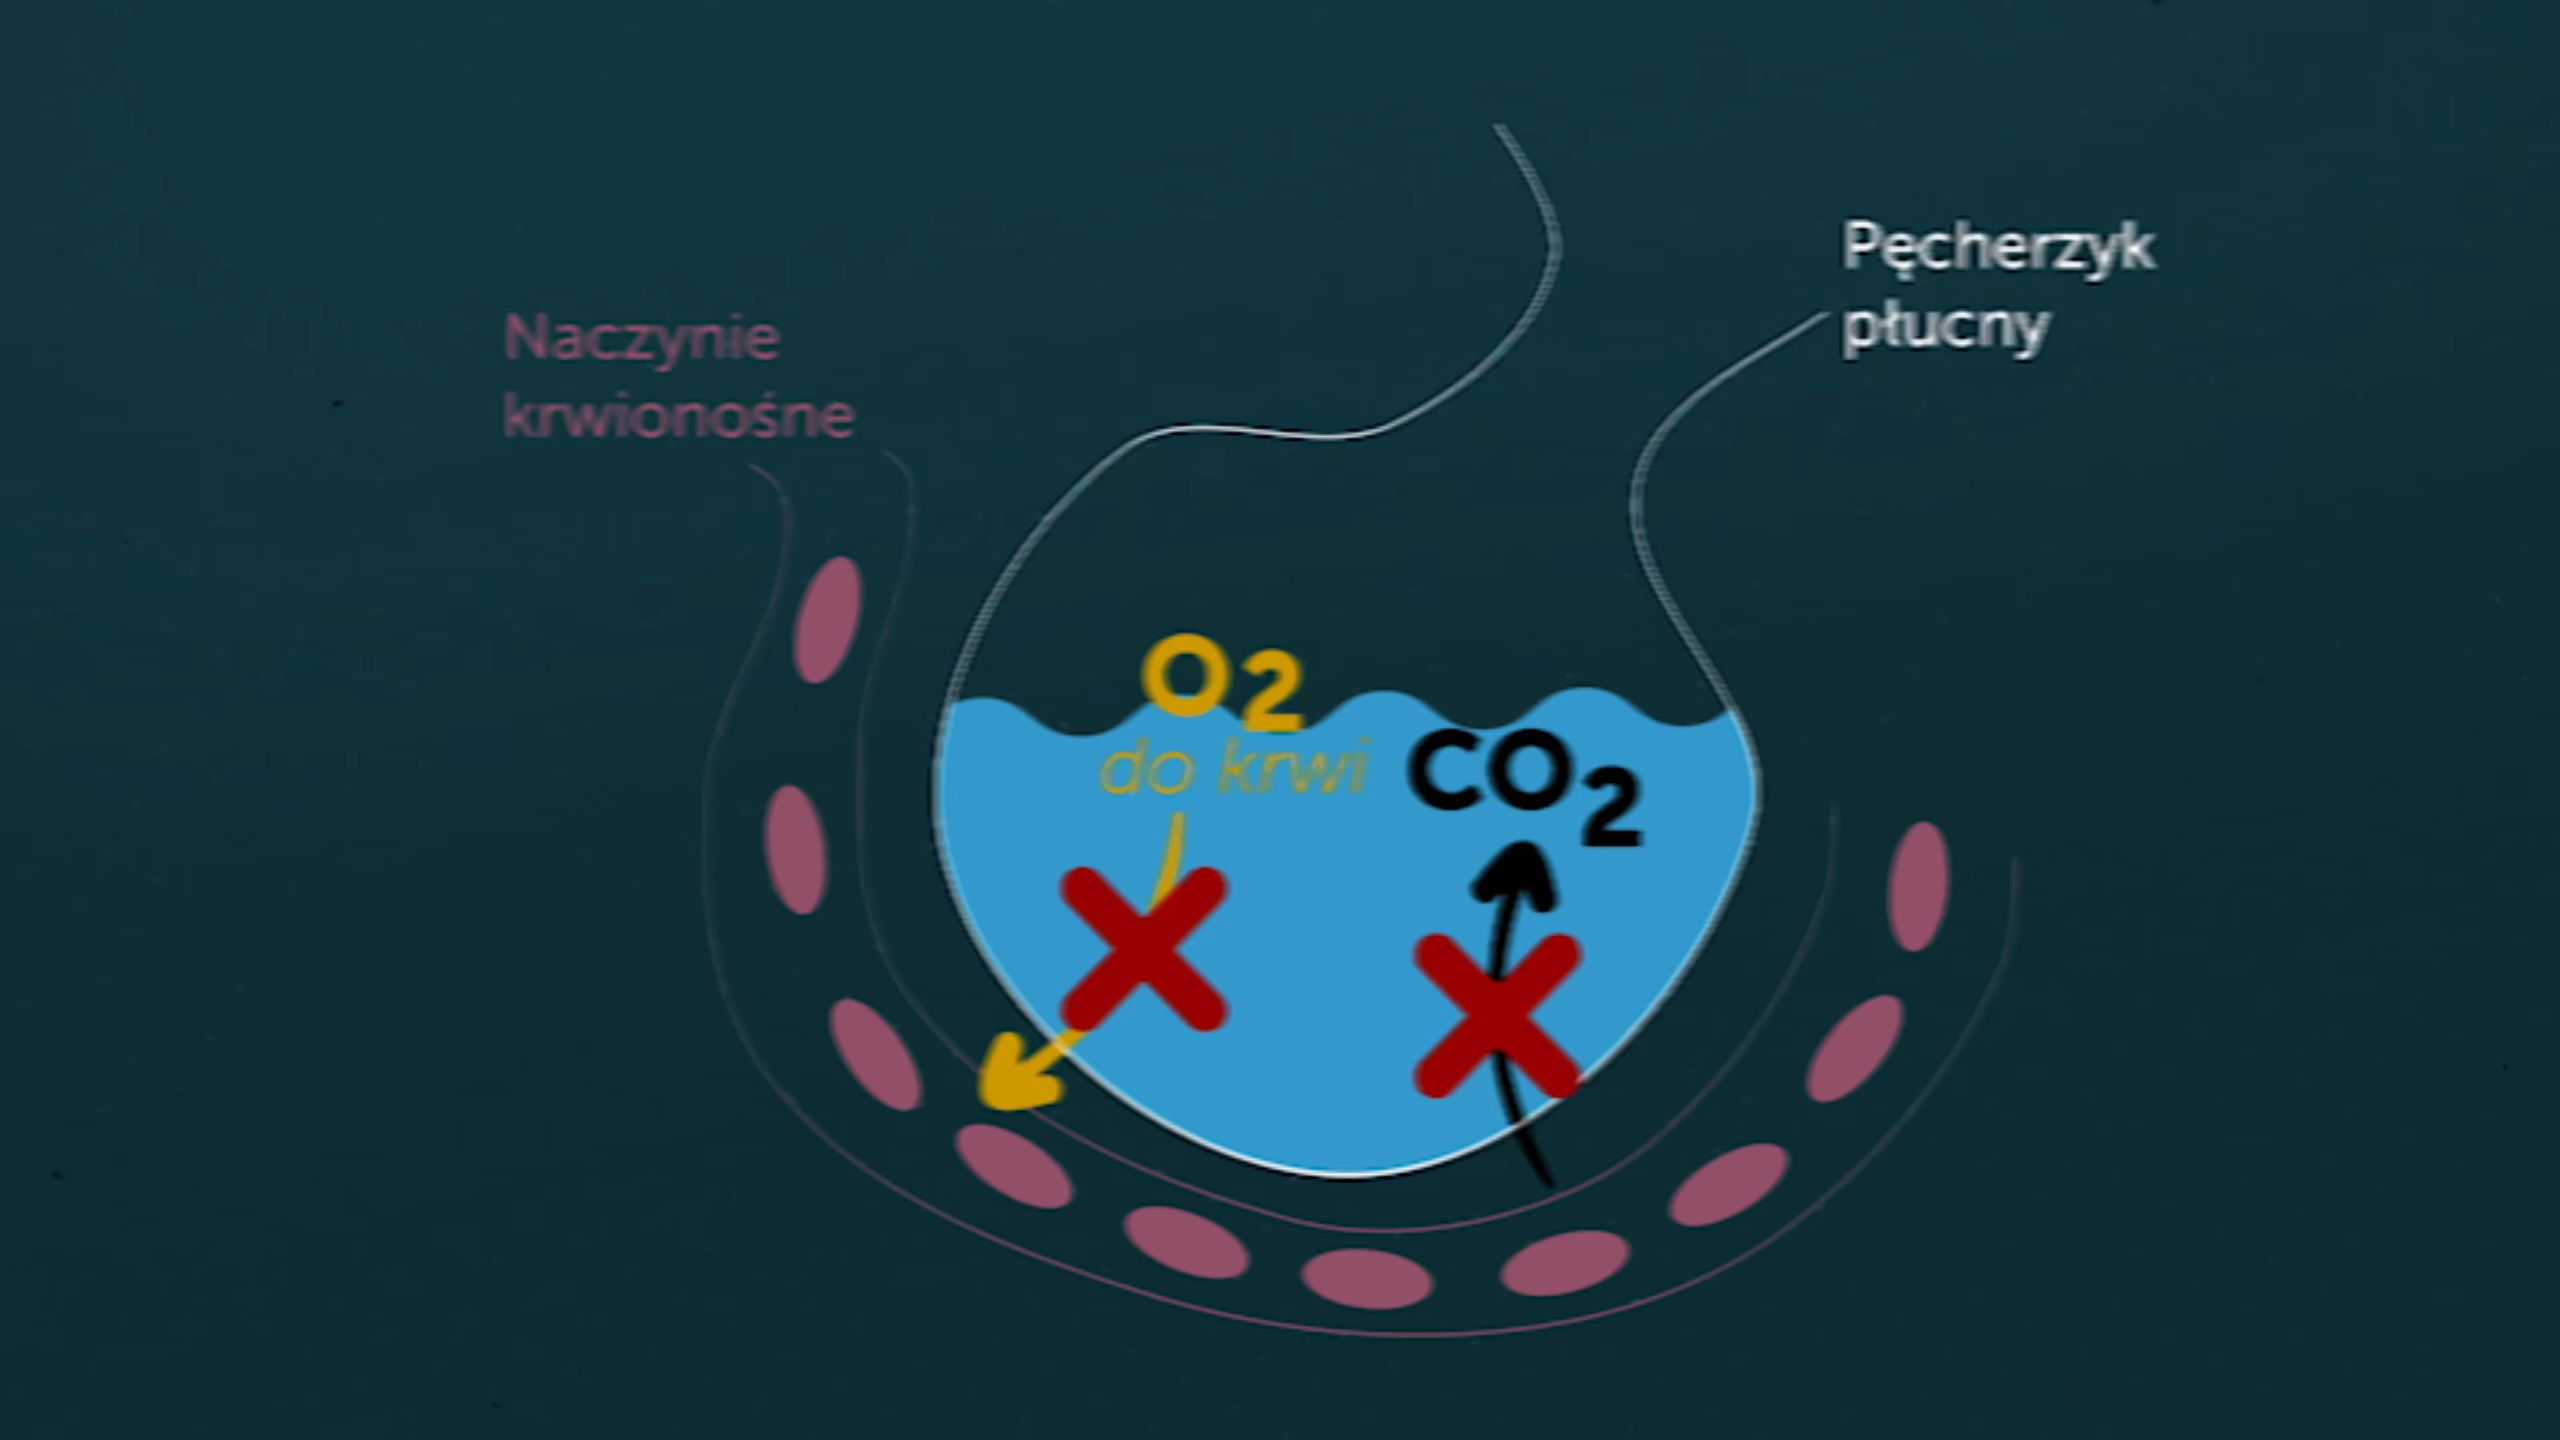 Pęcherzyk
płucny
Naczynie
krwionośne
O2
do krwi
CO2